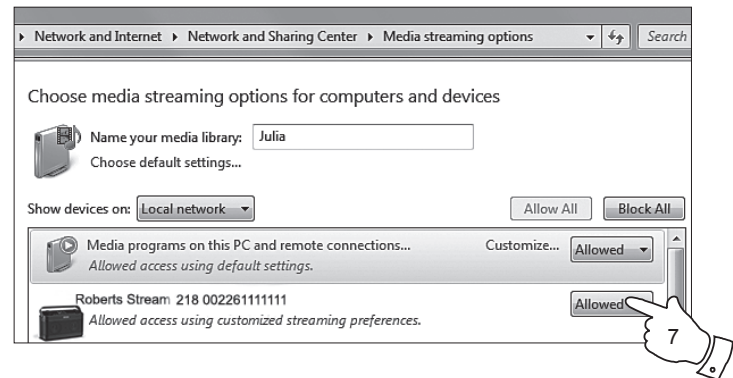 Network and Internet ▸ Network and Sharing Center ▸ Media streaming options Search
Choose media streaming options for computers and devices
Name your media library: Julia
Choose default settings...
Show devices on: Local network Allow All Block All
Media programs on this PC and remote connections... Customize... Allowed
Allowed access using default settings.
Roberts Stream 218 002261111111 Allowed
Allowed access using customized streaming preferences.
7